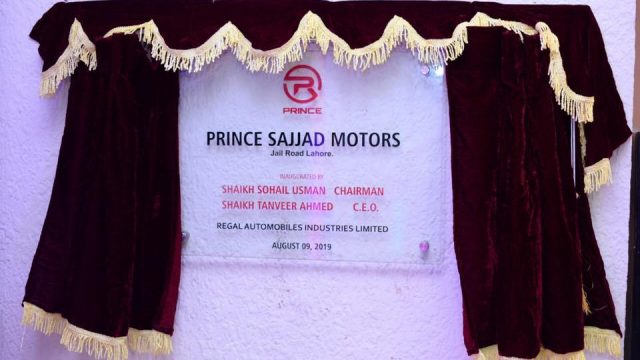 R
PRINCE
PRINCE SAJJAD MOTORS
Jail Road Lahore.
INAUGURATED BY
SHAIKH SOHAIL USMAN CHAIRMAN
SHAIKH TANVEER AHMED C.E.O.
REGAL AUTOMOBILES INDUSTRIES LIMITED
AUGUST 09, 2019